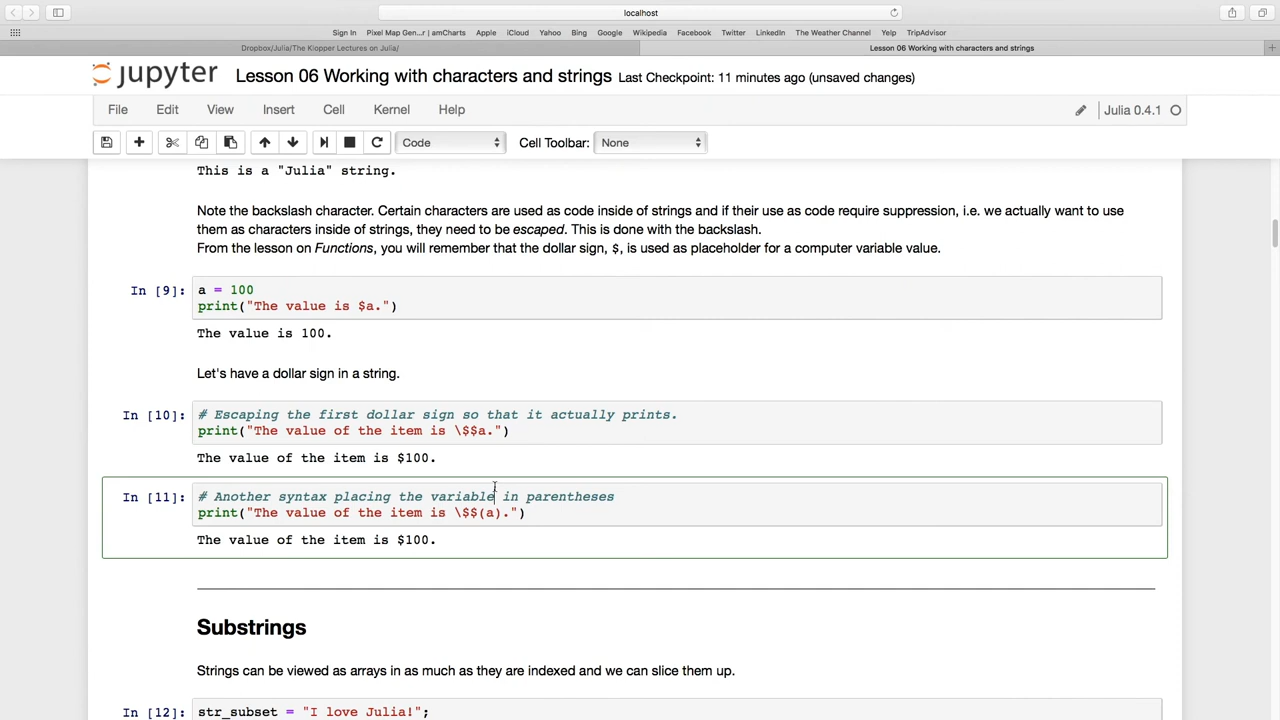 localhost
Sign In Pixel Map Gen...r | amCharts Apple iCloud Yahoo Bing Google Wikipedia Facebook Twitter LinkedIn The Weather Channel Yelp TripAdvisor
Dropbox/Julia/The Klopper Lectures on Julia/ Lesson 06 Working with characters and strings
jupyter Lesson 06 Working with characters and strings Last Checkpoint: 11 minutes ago (unsaved changes)
File Edit View Insert Cell Kernel Help Julia 0.4.1
Code Cell Toolbar: None
This is a "Julia" string.
Note the backslash character. Certain characters are used as code inside of strings and if their use as code require suppression, i.e. we actually want to use
them as characters inside of strings, they need to be escaped. This is done with the backslash.
From the lesson on Functions, you will remember that the dollar sign, $, is used as placeholder for a computer variable value.
In [9]: a = 100
print("The value is $a.")
The value is 100.
Let's have a dollar sign in a string.
In [10]: # Escaping the first dollar sign so that it actually prints.
print("The value of the item is \$$a.")
The value of the item is $100.
In [11]: # Another syntax placing the variable in parentheses
print("The value of the item is \$$(a).")
The value of the item is $100.
Substrings
Strings can be viewed as arrays in as much as they are indexed and we can slice them up.
In [12]: str_subset = "I love Julia!";